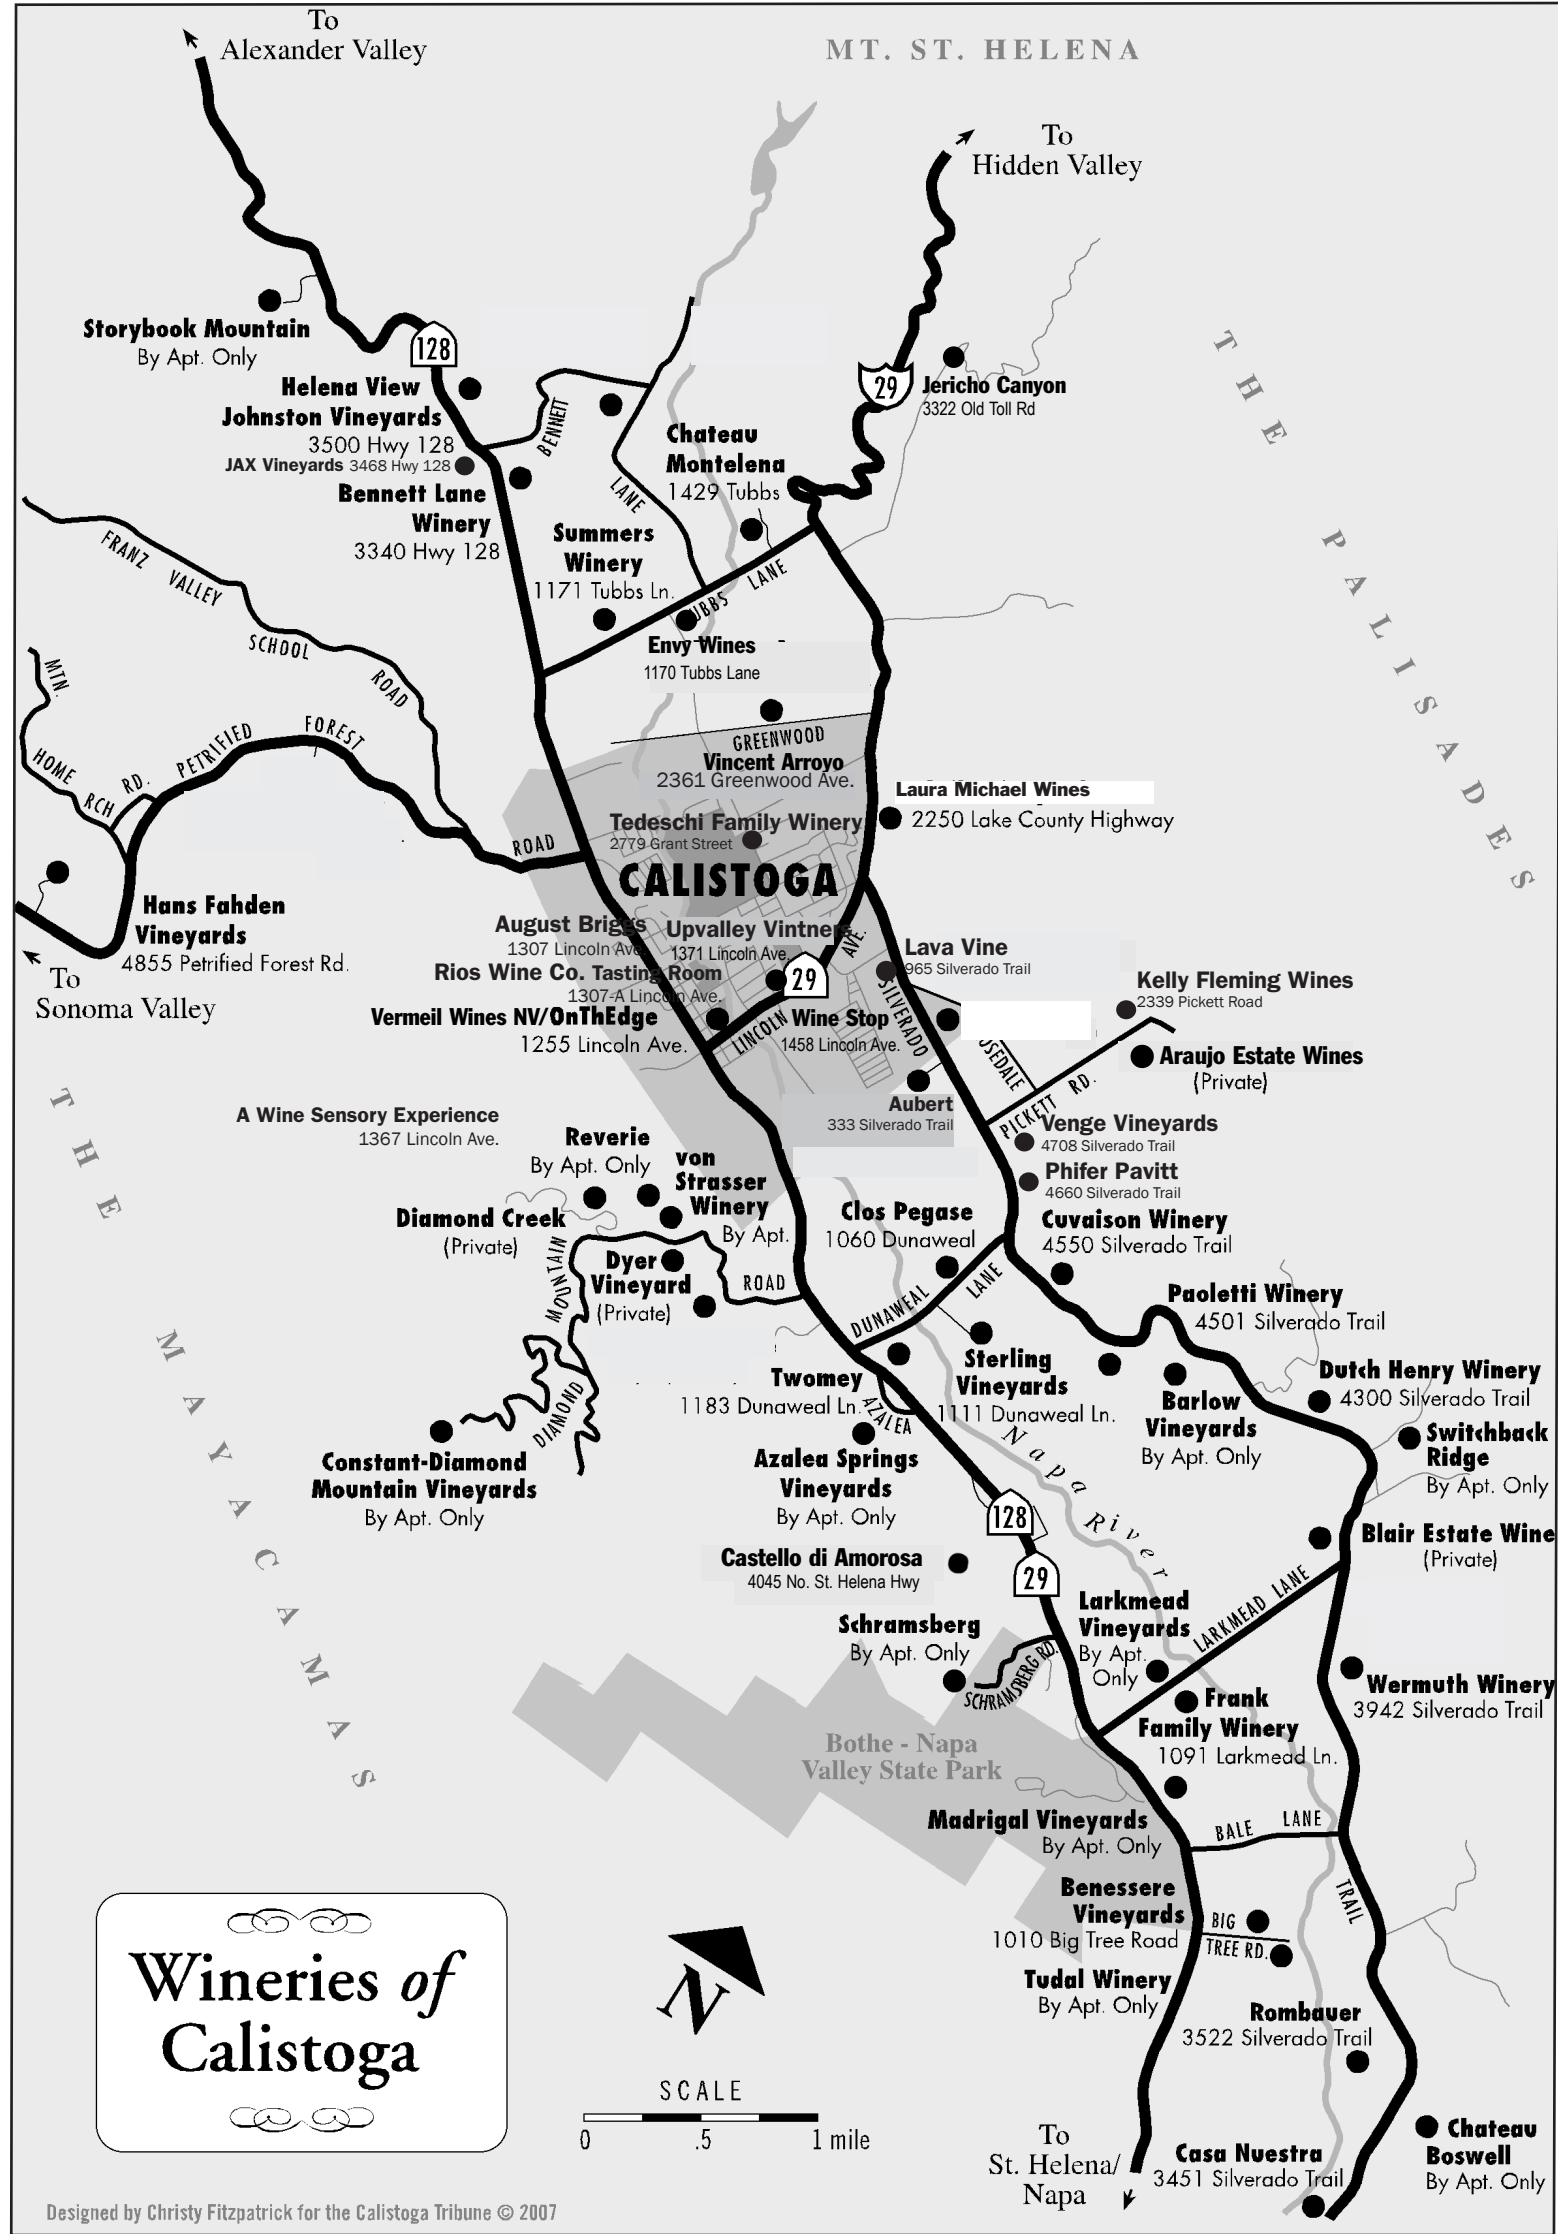 To
Alexander Valley
MT. ST. HELENA
To
Hidden Valley
Storybook Mountain
By Apt. Only
128
Helena View
Johnston Vineyards
3500 Hwy 128
JAX Vineyards 3468 Hwy 128
Bennett Lane
Winery
3340 Hwy 128
BENNETT
LANE
29
Jericho Canyon
3322 Old Toll Rd
Chateau
Montelena
1429 Tubbs
Summers
Winery
1171 Tubbs Ln.
UBBS LANE
Envy Wines
1170 Tubbs Lane
THE PALISADES
FRANZ VALLEY SCHOOL ROAD
MTN.
HOME
RCH
RD.
PETRIFIED FOREST
ROAD
GREENWOOD
Vincent Arroyo
2361 Greenwood Ave.
Laura Michael Wines
2250 Lake County Highway
Tedeschi Family Winery
2779 Grant Street
CALISTOGA
Hans Fahden
Vineyards
4855 Petrified Forest Rd.
To
Sonoma Valley
August Briggs
1307 Lincoln Ave.
Upvalley Vintners
1371 Lincoln Ave.
Rios Wine Co. Tasting Room
1307-A Lincoln Ave.
Vermeil Wines NV/OnThEdge
1255 Lincoln Ave.
LINCOLN
AVE.
29
Wine Stop
1458 Lincoln Ave.
SILVERADO
Lava Vine
965 Silverado Trail
Kelly Fleming Wines
2339 Pickett Road
OSEDALE
PICKETT RD.
Araujo Estate Wines
(Private)
Aubert
333 Silverado Trail
Venge Vineyards
4708 Silverado Trail
Phifer Pavitt
4660 Silverado Trail
A Wine Sensory Experience
1367 Lincoln Ave.
Reverie
By Apt. Only
von
Strasser
Winery
By Apt.
Diamond Creek
(Private)
Dyer
Vineyard
(Private)
ROAD
MOUNTAIN
DIAMOND
Clos Pegase
1060 Dunaweal
Cuvaison Winery
4550 Silverado Trail
DUNAWEAL LANE
Paoletti Winery
4501 Silverado Trail
Twomey
1183 Dunaweal Ln.
AZALEA
Sterling
Vineyards
1111 Dunaweal Ln.
Barlow
Vineyards
By Apt. Only
Dutch Henry Winery
4300 Silverado Trail
Switchback
Ridge
By Apt. Only
Constant-Diamond
Mountain Vineyards
By Apt. Only
Azalea Springs
Vineyards
By Apt. Only
Napa River
128
29
Blair Estate Wine
(Private)
Castello di Amorosa
4045 No. St. Helena Hwy
Larkmead
Vineyards
By Apt.
Only
LARKMEAD LANE
Schramsberg
By Apt. Only
SCHRAMSBERG RD.
THE MAYACAMAS
Frank
Family Winery
1091 Larkmead Ln.
Wermuth Winery
3942 Silverado Trail
Bothe - Napa
Valley State Park
Madrigal Vineyards
By Apt. Only
BALE LANE
Benessere
Vineyards
1010 Big Tree Road
BIG
TREE RD.
TRAIL
Tudal Winery
By Apt. Only
Rombauer
3522 Silverado Trail
Wineries of
Calistoga
N
SCALE
0 .5 1 mile
To
St. Helena/
Napa
Casa Nuestra
3451 Silverado Trail
Chateau
Boswell
By Apt. Only
Designed by Christy Fitzpatrick for the Calistoga Tribune © 2007